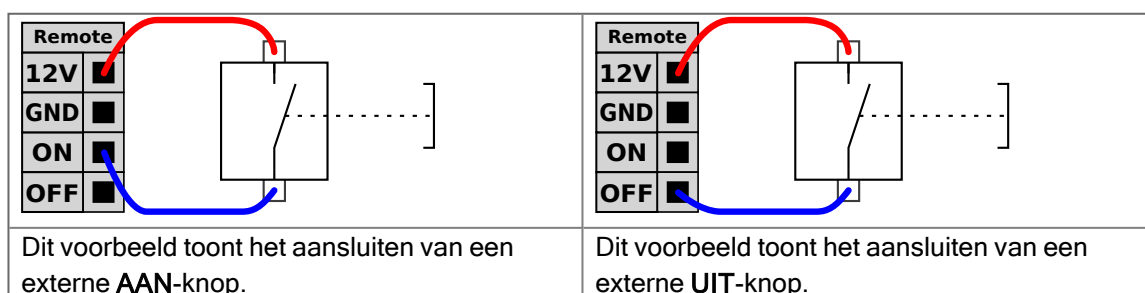 Remote
12V
GND
ON
OFF
Dit voorbeeld toont het aansluiten van een
externe AAN-knop.
Remote
12V
GND
ON
OFF
Dit voorbeeld toont het aansluiten van een
externe UIT-knop.